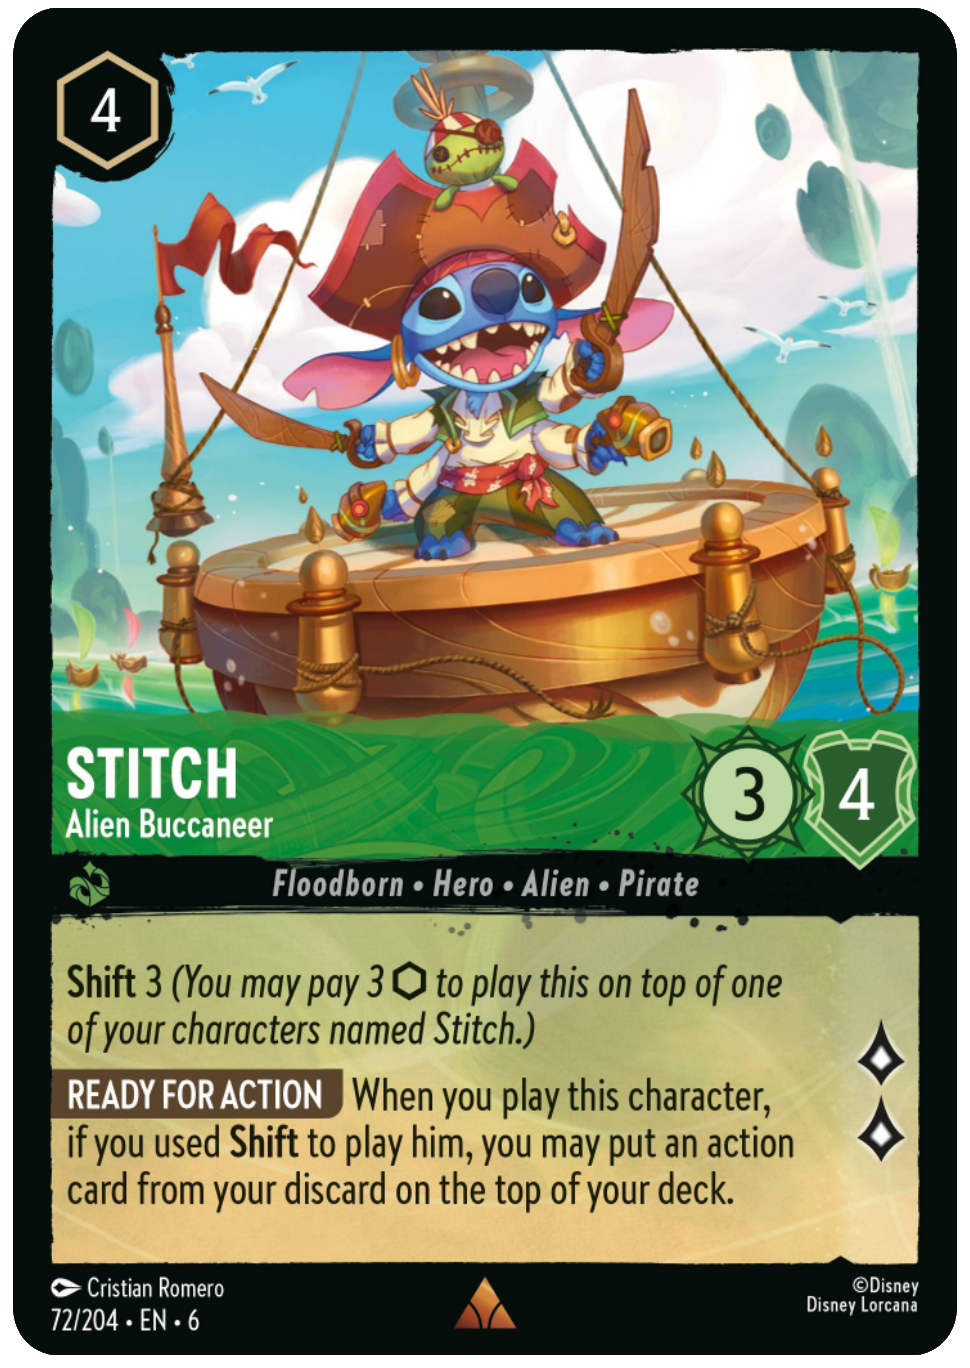 4
STITCH
Alien Buccaneer
3
4
Floodborn • Hero • Alien • Pirate
Shift 3 (You may pay 3 ⬡ to play this on top of one
of your characters named Stitch.)
READY FOR ACTION When you play this character,
if you used Shift to play him, you may put an action
card from your discard on the top of your deck.
Cristian Romero
72/204 • EN • 6
©Disney
Disney Lorcana